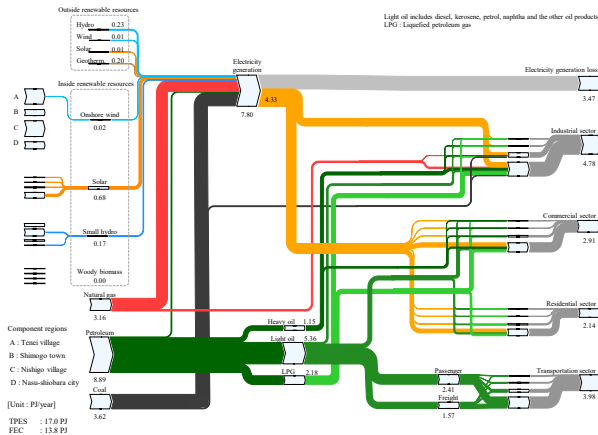 Outside renewable resources
Hydro 0.23
Wind 0.01
Solar 0.01
Geotherm. 0.20
Light oil includes diesel, kerosene, petrol, naphtha and the other oil products
LPG : Liquefied petroleum gas
Electricity
generation
4.33
7.80
Electricity generation loss
3.47
Inside renewable resources
A
B
C
D
Onshore wind
0.02
Solar
0.68
Small hydro
0.17
Woody biomass
0.00
Industrial sector
4.78
Commercial sector
2.91
Residential sector
2.14
Transportation sector
3.98
Natural gas
3.16
Petroleum
8.89
Coal
3.62
Heavy oil 1.15
Light oil 5.36
LPG 2.18
Passenger
2.41
Freight
1.57
Component regions
A : Tenei village
B : Shimogo town
C : Nishigo village
D : Nasu-shiobara city
[Unit : PJ/year]
TPES : 17.0 PJ
FEC : 13.8 PJ